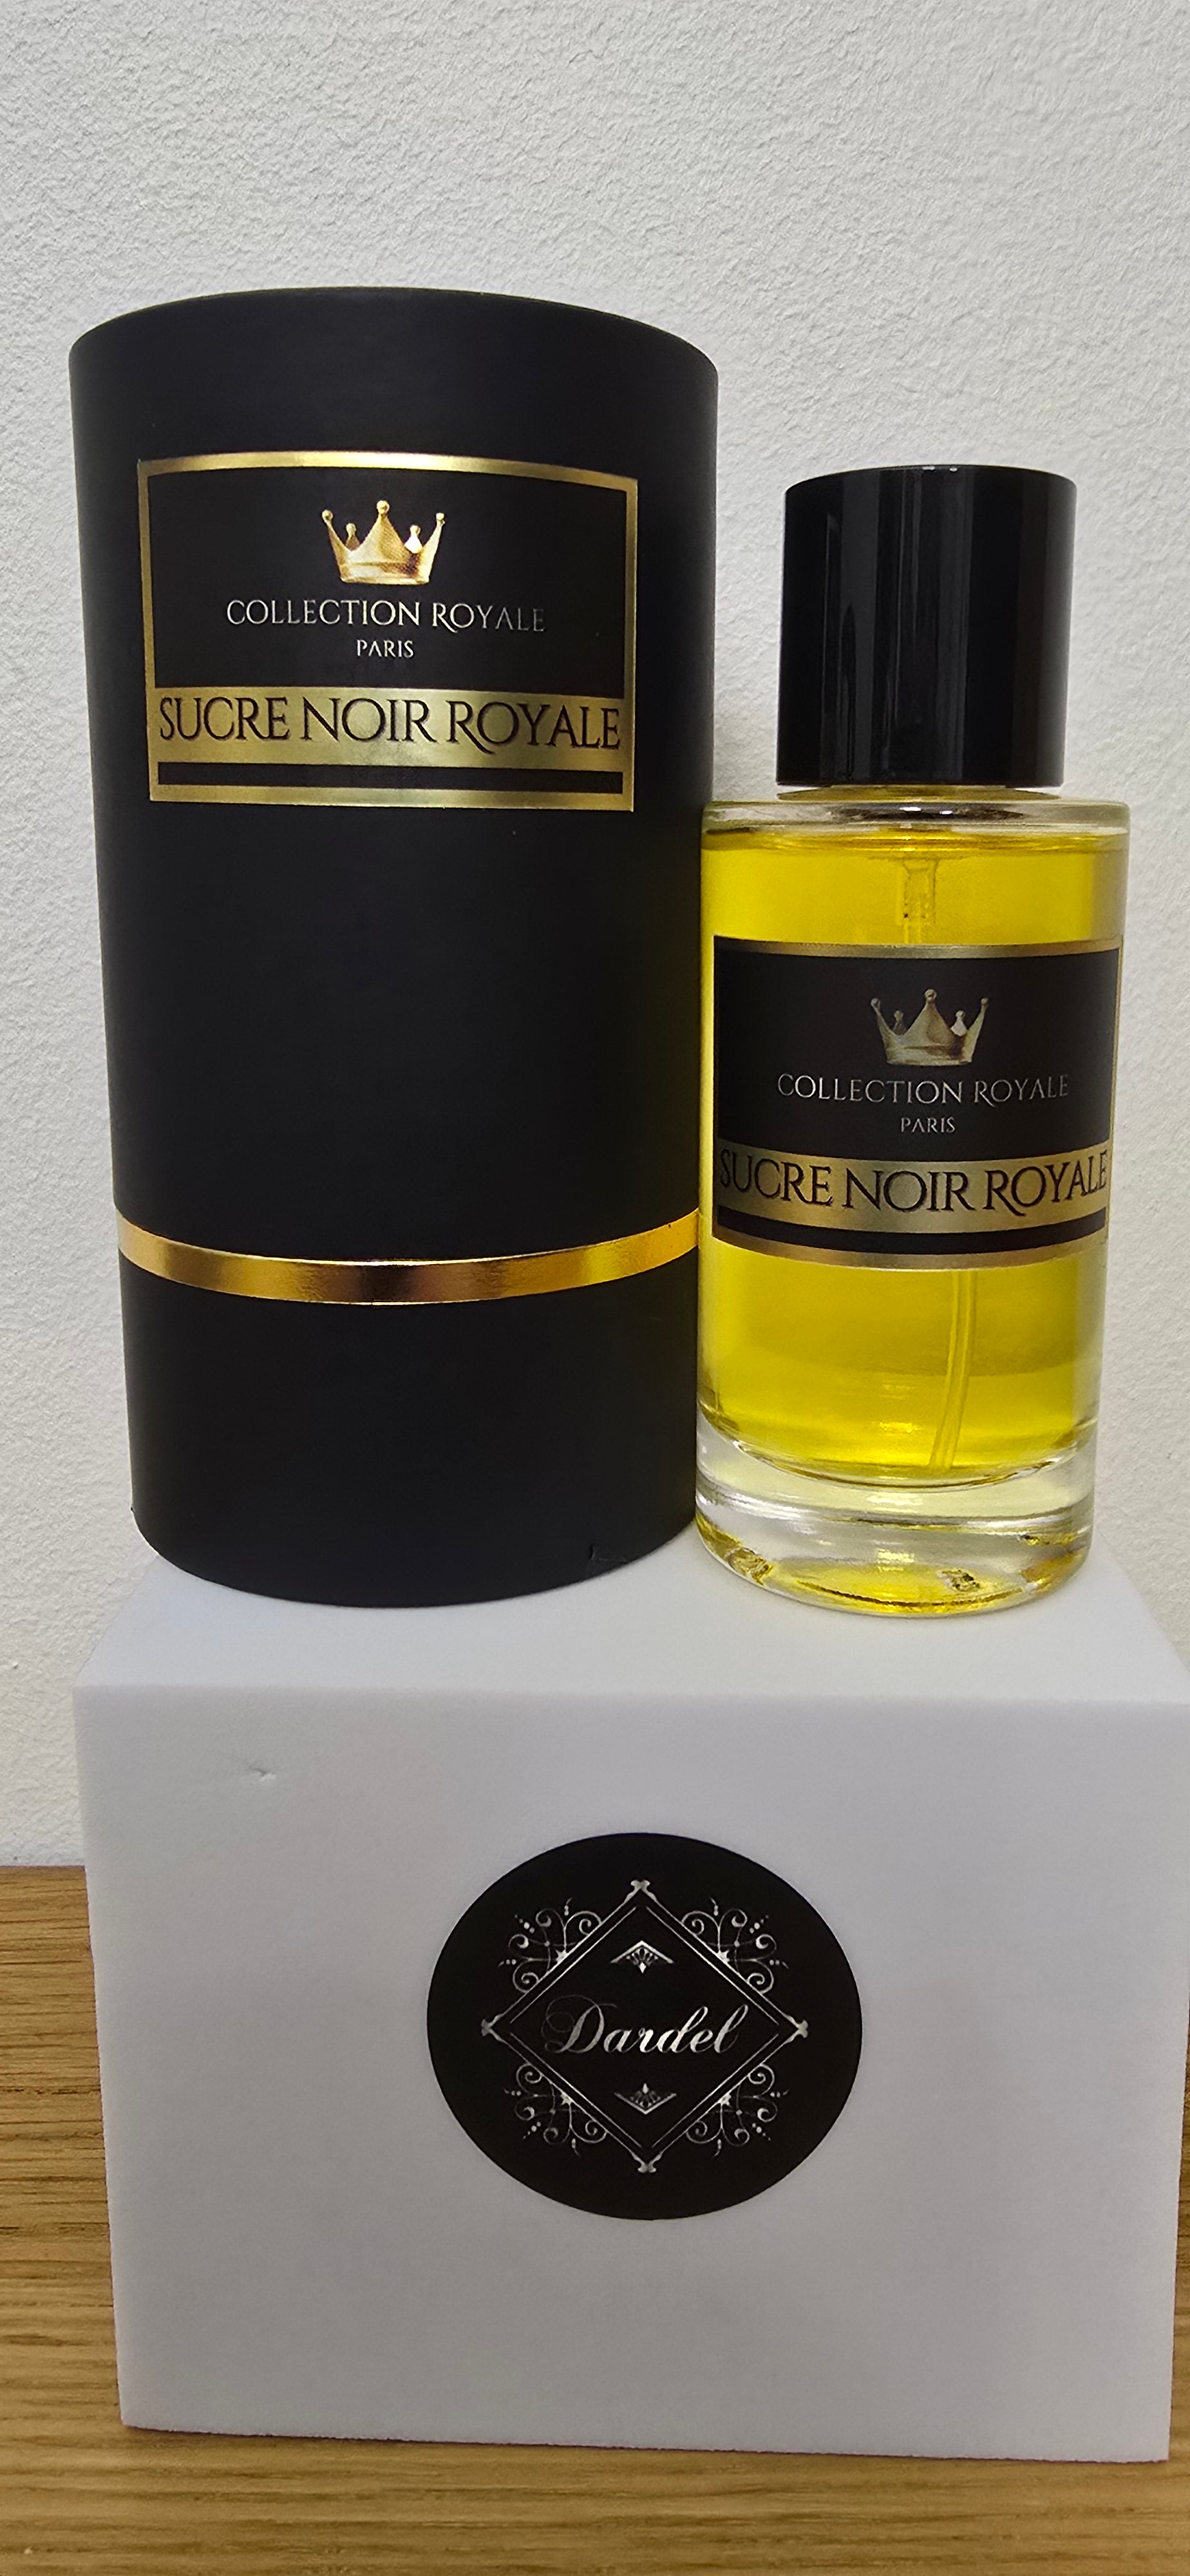 COLLECTION ROYALE
PARIS
SUCRE NOIR ROYALE
COLLECTION ROYALE
PARIS
SUCRE NOIR ROYALE
Dardel